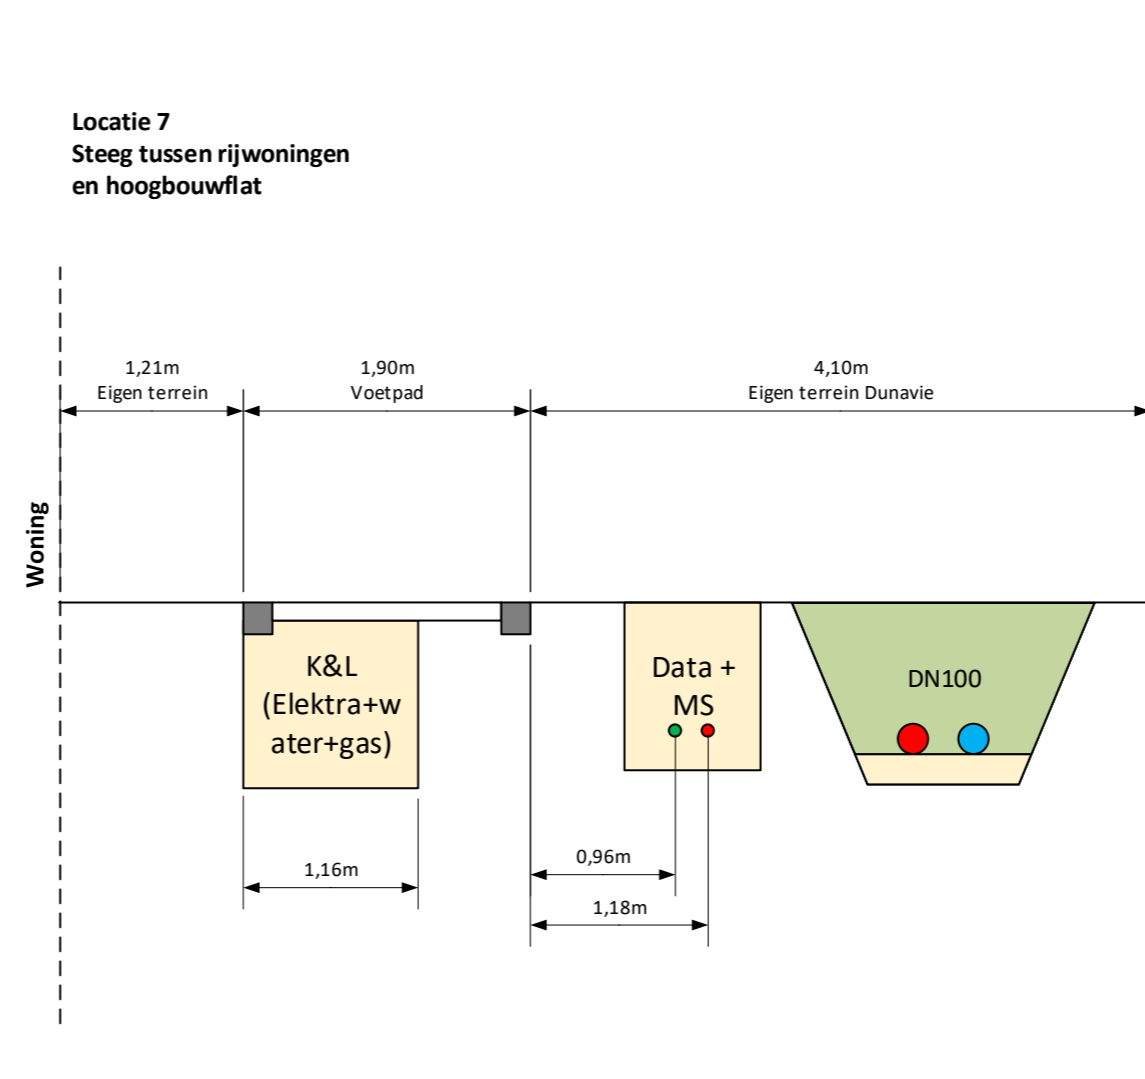 Locatie 7
Steeg tussen rijwoningen
en hoogbouwflat
1,21m
Eigen terrein
1,90m
Voetpad
4,10m
Eigen terrein Dunavie
Woning
K&L
(Elektra+w
ater+gas)
Data +
MS
DN100
1,16m
0,96m
1,18m